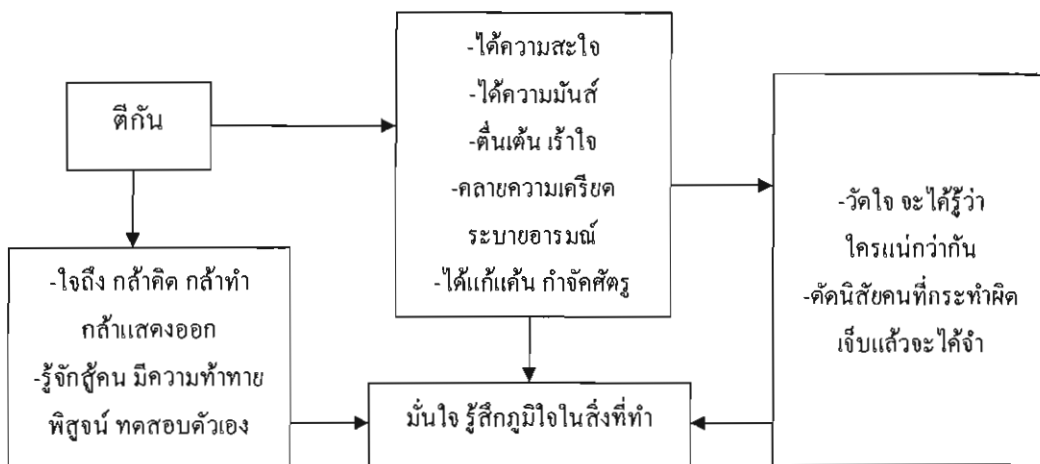 ตีกัน
-ได้ความสะใจ
-ได้ความมันส์
-ตื่นเต้น เร้าใจ
-คลายความเครียด
ระบายอารมณ์
-ได้แก้แค้น กำจัดศัตรู
-วัดใจ จะได้รู้ว่า
ใครแน่กว่ากัน
-ดัดนิสัยคนที่กระทำผิด
เจ็บแล้วจะได้จำ
-ใจถึง กล้าคิด กล้าทำ
กล้าแสดงออก
-รู้จักสู้คน มีความท้าทาย
พิสูจน์ ทดสอบตัวเอง
มั่นใจ รู้สึกภูมิใจในสิ่งที่ทำ